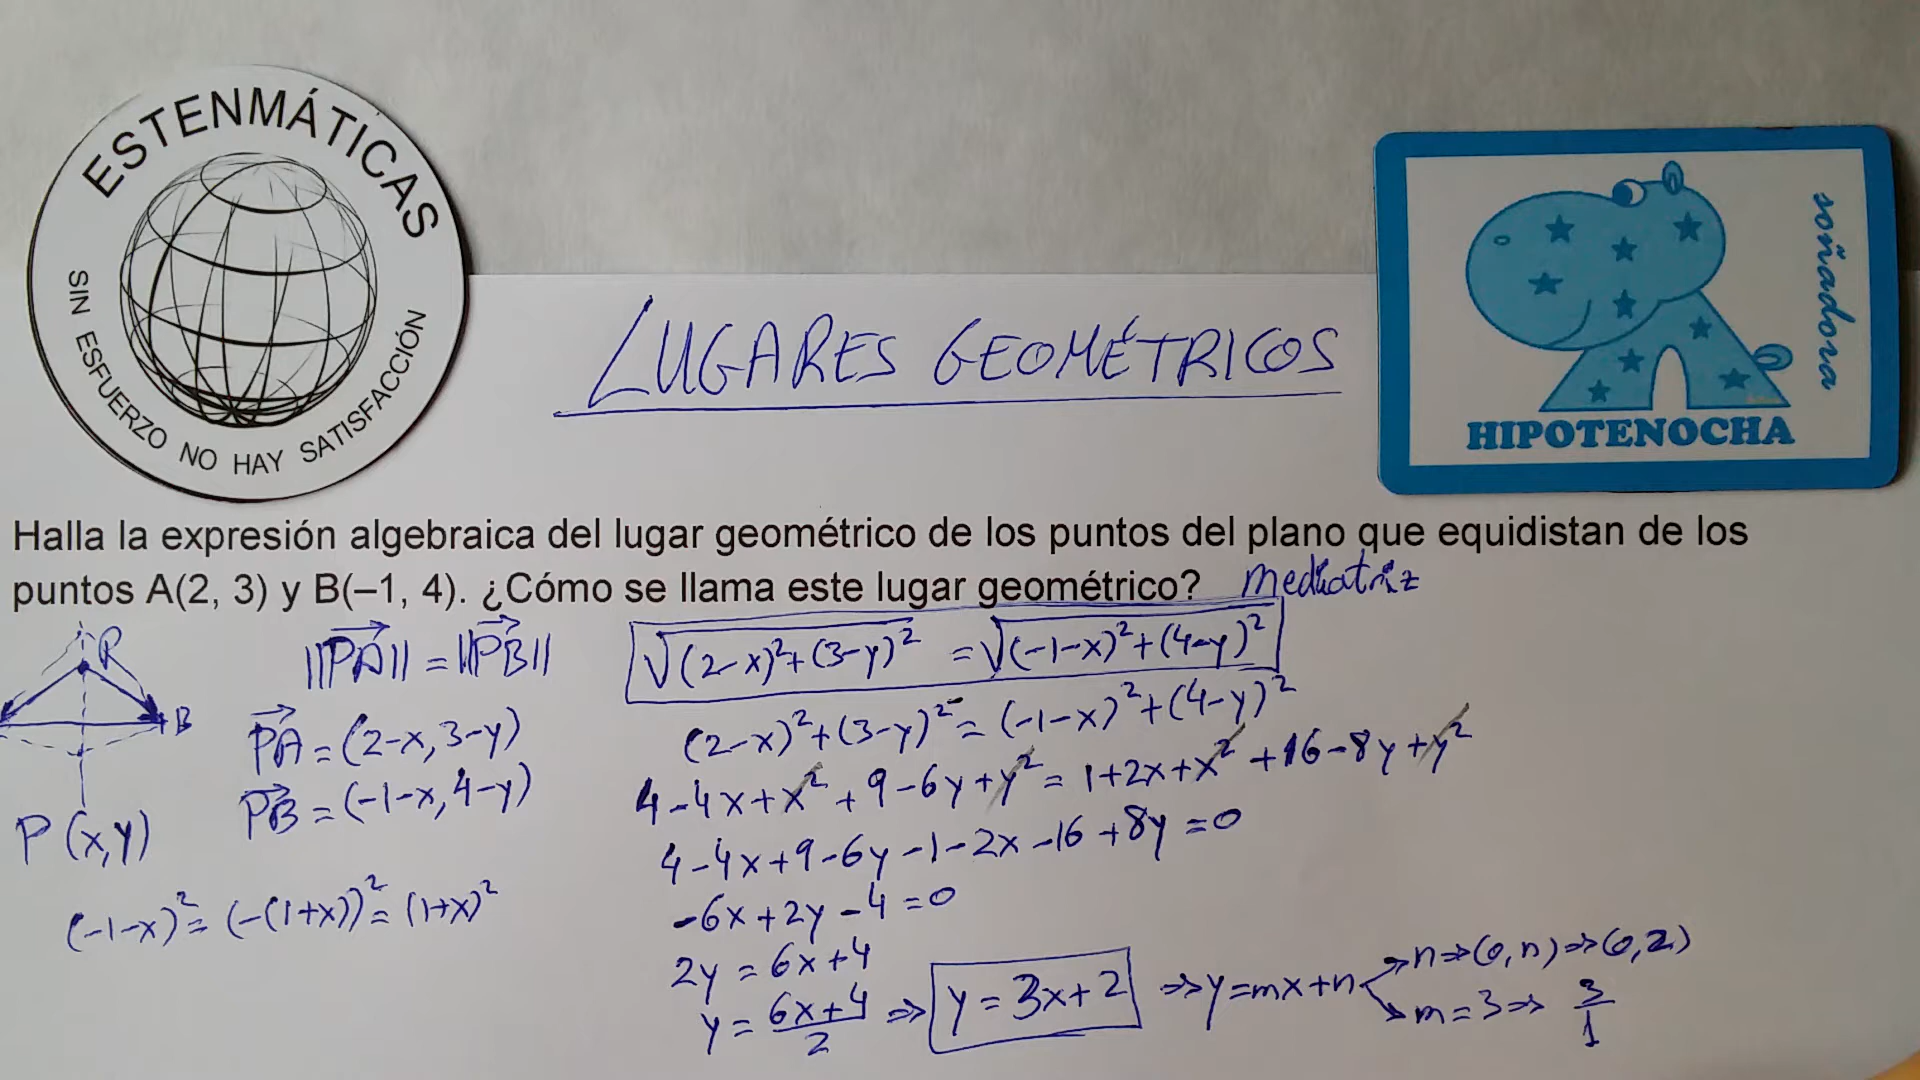 ESTENMÁTICAS
SIN ESFUERZO NO HAY SATISFACCIÓN
LUGARES GEOMÉTRICOS
soñadora
HIPOTENOCHA
Halla la expresión algebraica del lugar geométrico de los puntos del plano que equidistan de los
puntos A(2, 3) y B(–1, 4). ¿Cómo se llama este lugar geométrico? Mediatriz
P
B
P(x,y)
||PA|| = ||PB||
PA = (2-x, 3-y)
PB = (-1-x, 4-y)
(-1-x)² = (-(1+x))² = (1+x)²
√(2-x)²+(3-y)² = √(-1-x)²+(4-y)²
(2-x)²+(3-y)² = (-1-x)²+(4-y)²
4-4x+x²+9-6y+y² = 1+2x+x²+16-8y+y²
4-4x+9-6y-1-2x-16+8y=0
-6x+2y-4=0
2y = 6x+4
y = 6x+4/2 ⇒ y = 3x+2 ⇒ y=mx+n
n⇒(0,n)⇒(0,2)
m=3⇒ 3/1